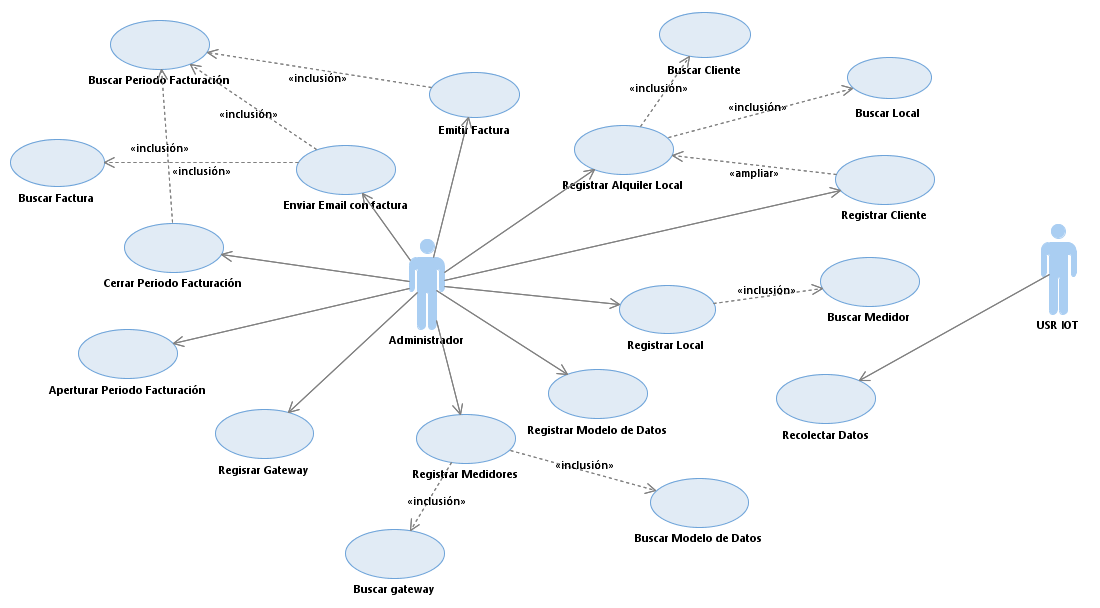 Buscar Cliente
Buscar Periodo Facturación
«inclusión»
«inclusión»
«inclusión»
Buscar Local
«inclusión»
Emitir Factura
«inclusión»
«inclusión»
«inclusión»
«ampliar»
Registrar Alquiler Local
Buscar Factura
Enviar Email con factura
Registrar Cliente
Cerrar Periodo Facturación
«inclusión»
Buscar Medidor
USR IOT
Administrador
Registrar Local
Aperturar Periodo Facturación
Registrar Modelo de Datos
Recolectar Datos
Regisrar Gateway
Registrar Medidores
«inclusión»
«inclusión»
Buscar Modelo de Datos
Buscar gateway